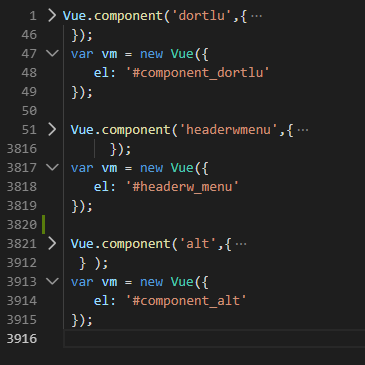 1 Vue.component('dortlu',{ ⋯
46 });
47 var vm = new Vue({
48 el: '#component_dortlu'
49 });
50
51 Vue.component('headerwmenu',{ ⋯
3816 });
3817 var vm = new Vue({
3818 el: '#headerw_menu'
3819 });
3820
3821 Vue.component('alt',{ ⋯
3912 } );
3913 var vm = new Vue({
3914 el: '#component_alt'
3915 });
3916